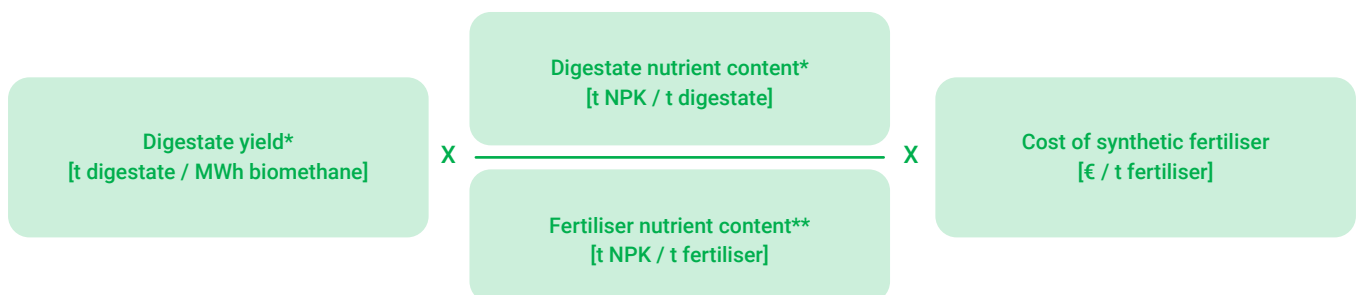 Digestate yield*
[t digestate / MWh biomethane]
X
Digestate nutrient content*
[t NPK / t digestate]
Fertiliser nutrient content**
[t NPK / t fertiliser]
X
Cost of synthetic fertiliser
[€ / t fertiliser]